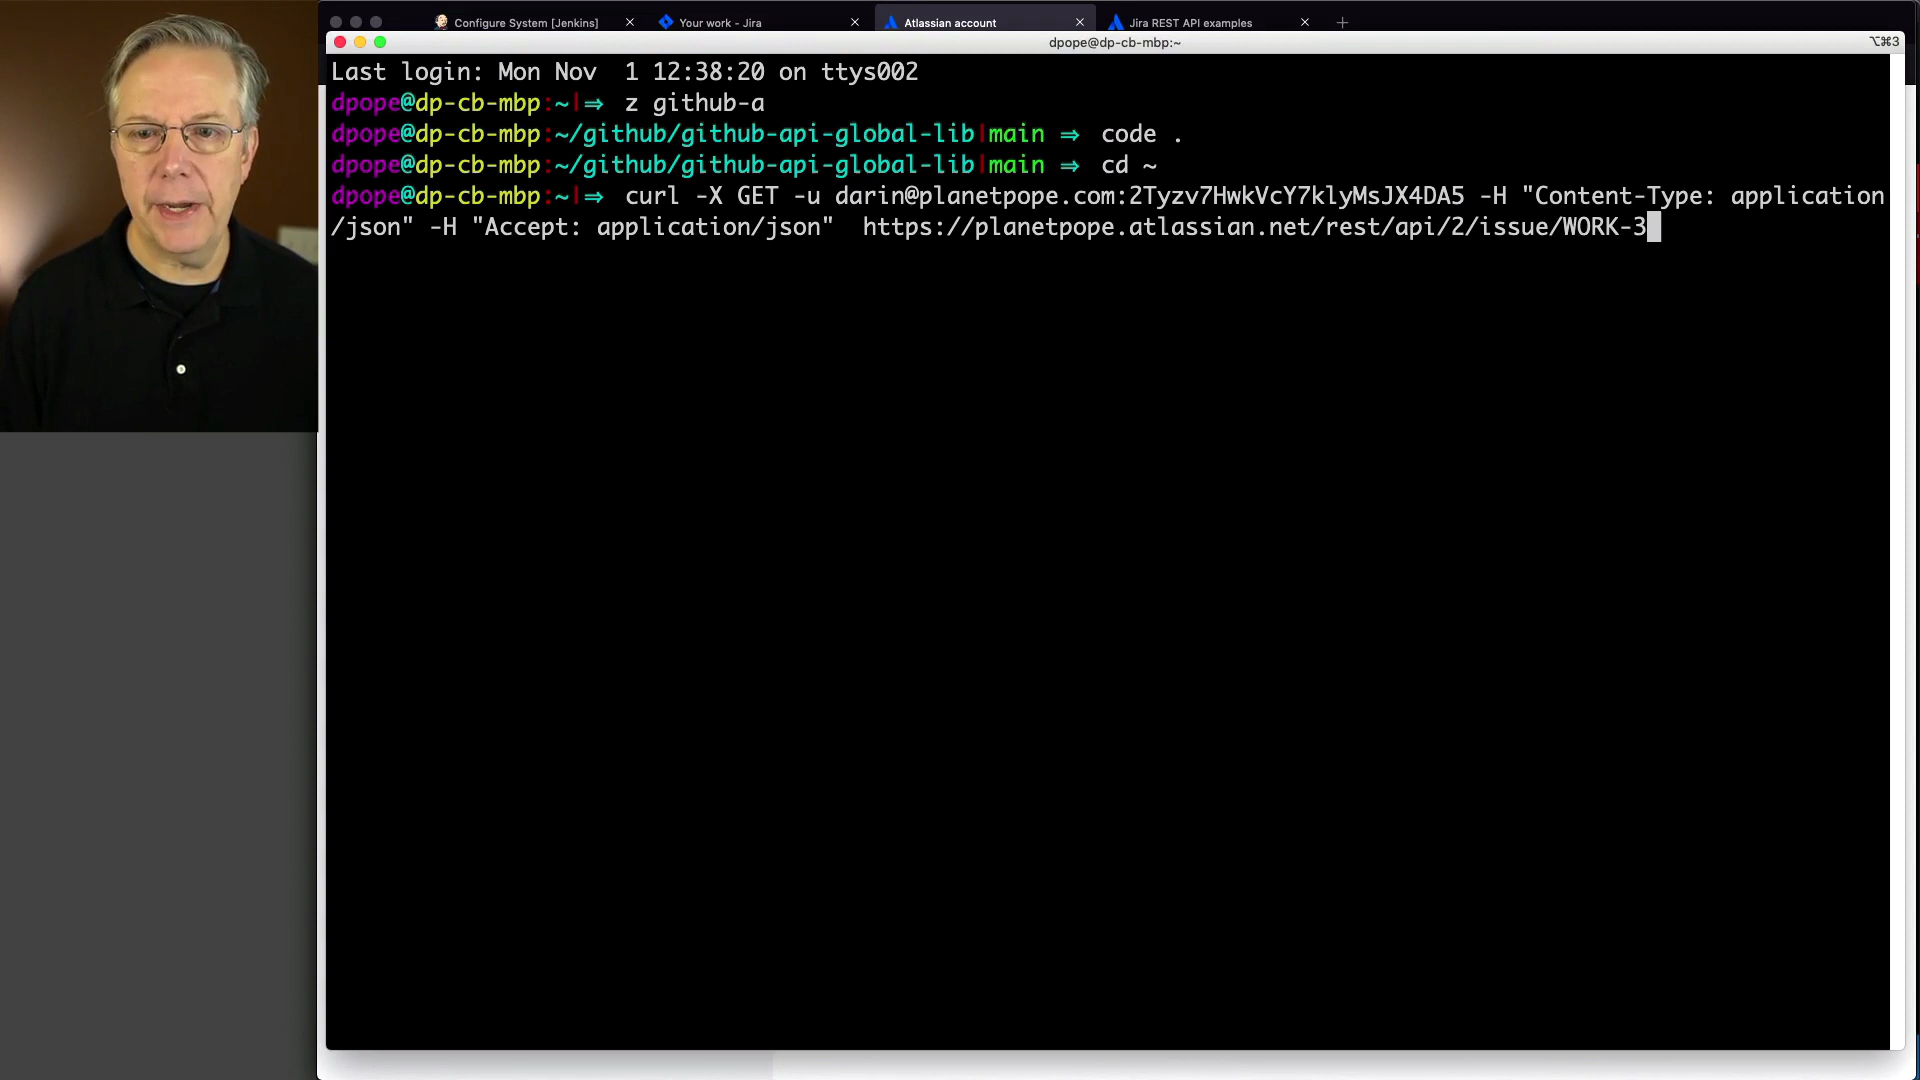 Configure System [Jenkins]
Your work - Jira
Atlassian account
Jira REST API examples
dpope@dp-cb-mbp:~
⌥⌘3
Last login: Mon Nov  1 12:38:20 on ttys002
dpope@dp-cb-mbp:~|⇒  z github-a
dpope@dp-cb-mbp:~/github/github-api-global-lib|main ⇒  code .
dpope@dp-cb-mbp:~/github/github-api-global-lib|main ⇒  cd ~
dpope@dp-cb-mbp:~|⇒  curl -X GET -u darin@planetpope.com:2Tyzv7HwkVcY7klyMsJX4DA5 -H "Content-Type: application
/json" -H "Accept: application/json"  https://planetpope.atlassian.net/rest/api/2/issue/WORK-3